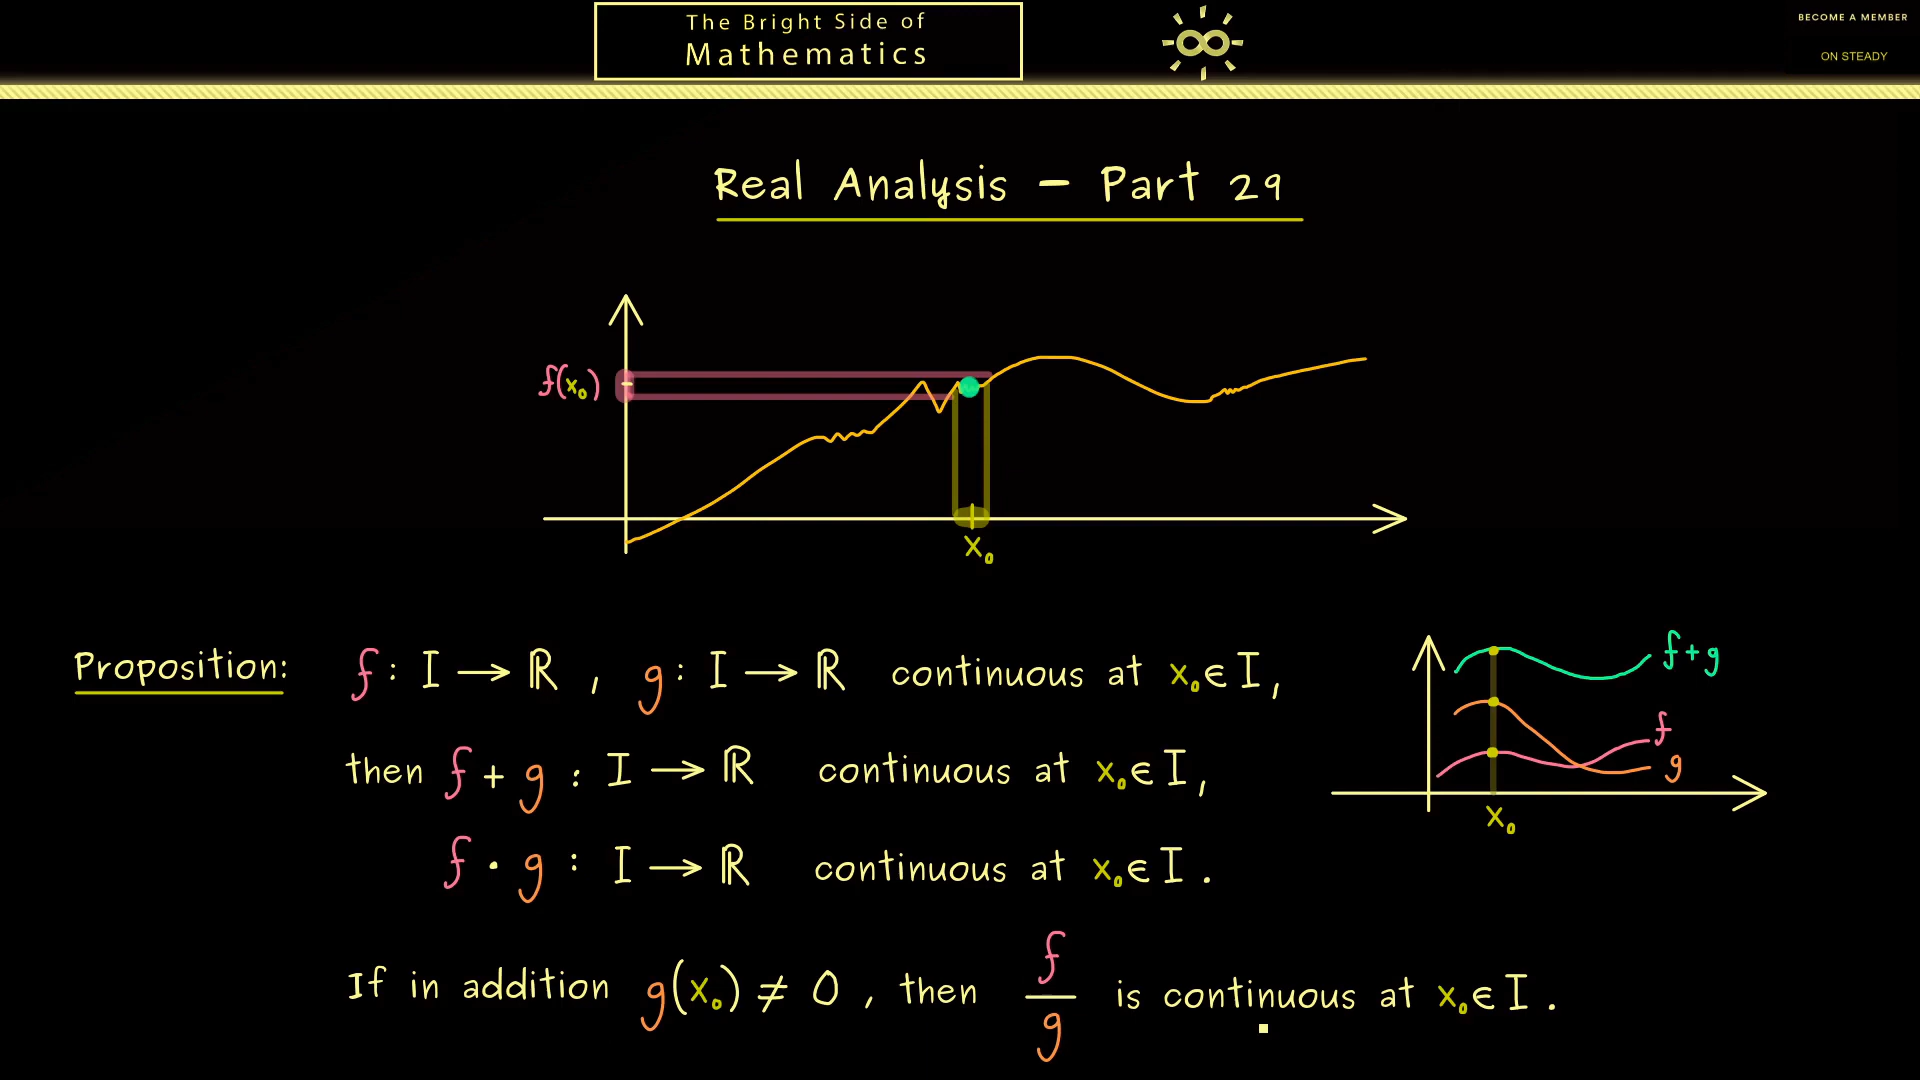 The Bright Side of
Mathematics
BECOME A MEMBER
ON STEADY
Real Analysis – Part 29
f(x₀)
x₀
Proposition: f : I → ℝ , g : I → ℝ continuous at x₀ ∈ I ,
then f + g : I → ℝ continuous at x₀ ∈ I ,
f · g : I → ℝ continuous at x₀ ∈ I .
If in addition g(x₀) ≠ 0 , then f/g is continuous at x₀ ∈ I .
f + g
f
g
x₀